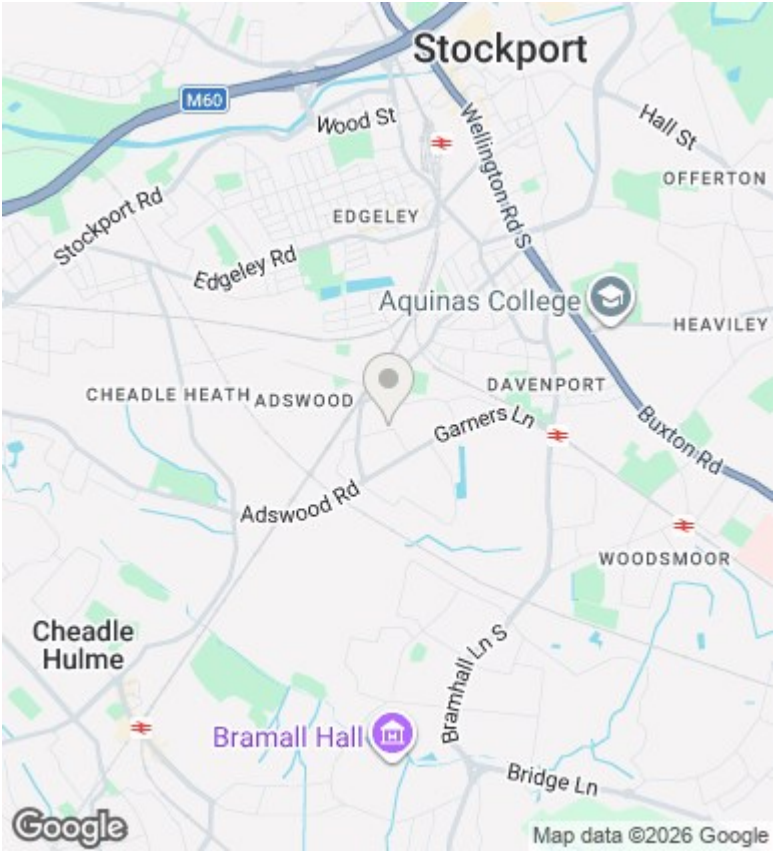 Stockport
M60
Wood St
Hall St
Wellington Rd S
OFFERTON
Stockport Rd
EDGELEY
Edgeley Rd
Aquinas College
HEAVILEY
CHEADLE HEATH
ADSWOOD
DAVENPORT
Garners Ln
Buxton Rd
Adswood Rd
WOODSMOOR
Cheadle
Hulme
Bramhall Ln S
Bramall Hall
Bridge Ln
Google
Map data ©2026 Google